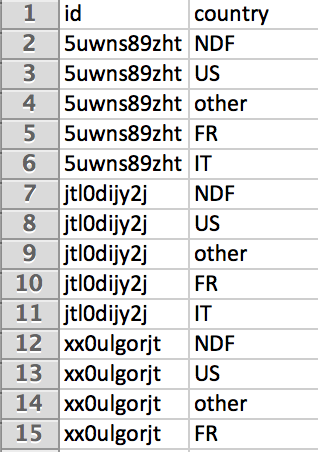 1 id country
2 5uwns89zht NDF
3 5uwns89zht US
4 5uwns89zht other
5 5uwns89zht FR
6 5uwns89zht IT
7 jtl0dijy2j NDF
8 jtl0dijy2j US
9 jtl0dijy2j other
10 jtl0dijy2j FR
11 jtl0dijy2j IT
12 xx0ulgorjt NDF
13 xx0ulgorjt US
14 xx0ulgorjt other
15 xx0ulgorjt FR